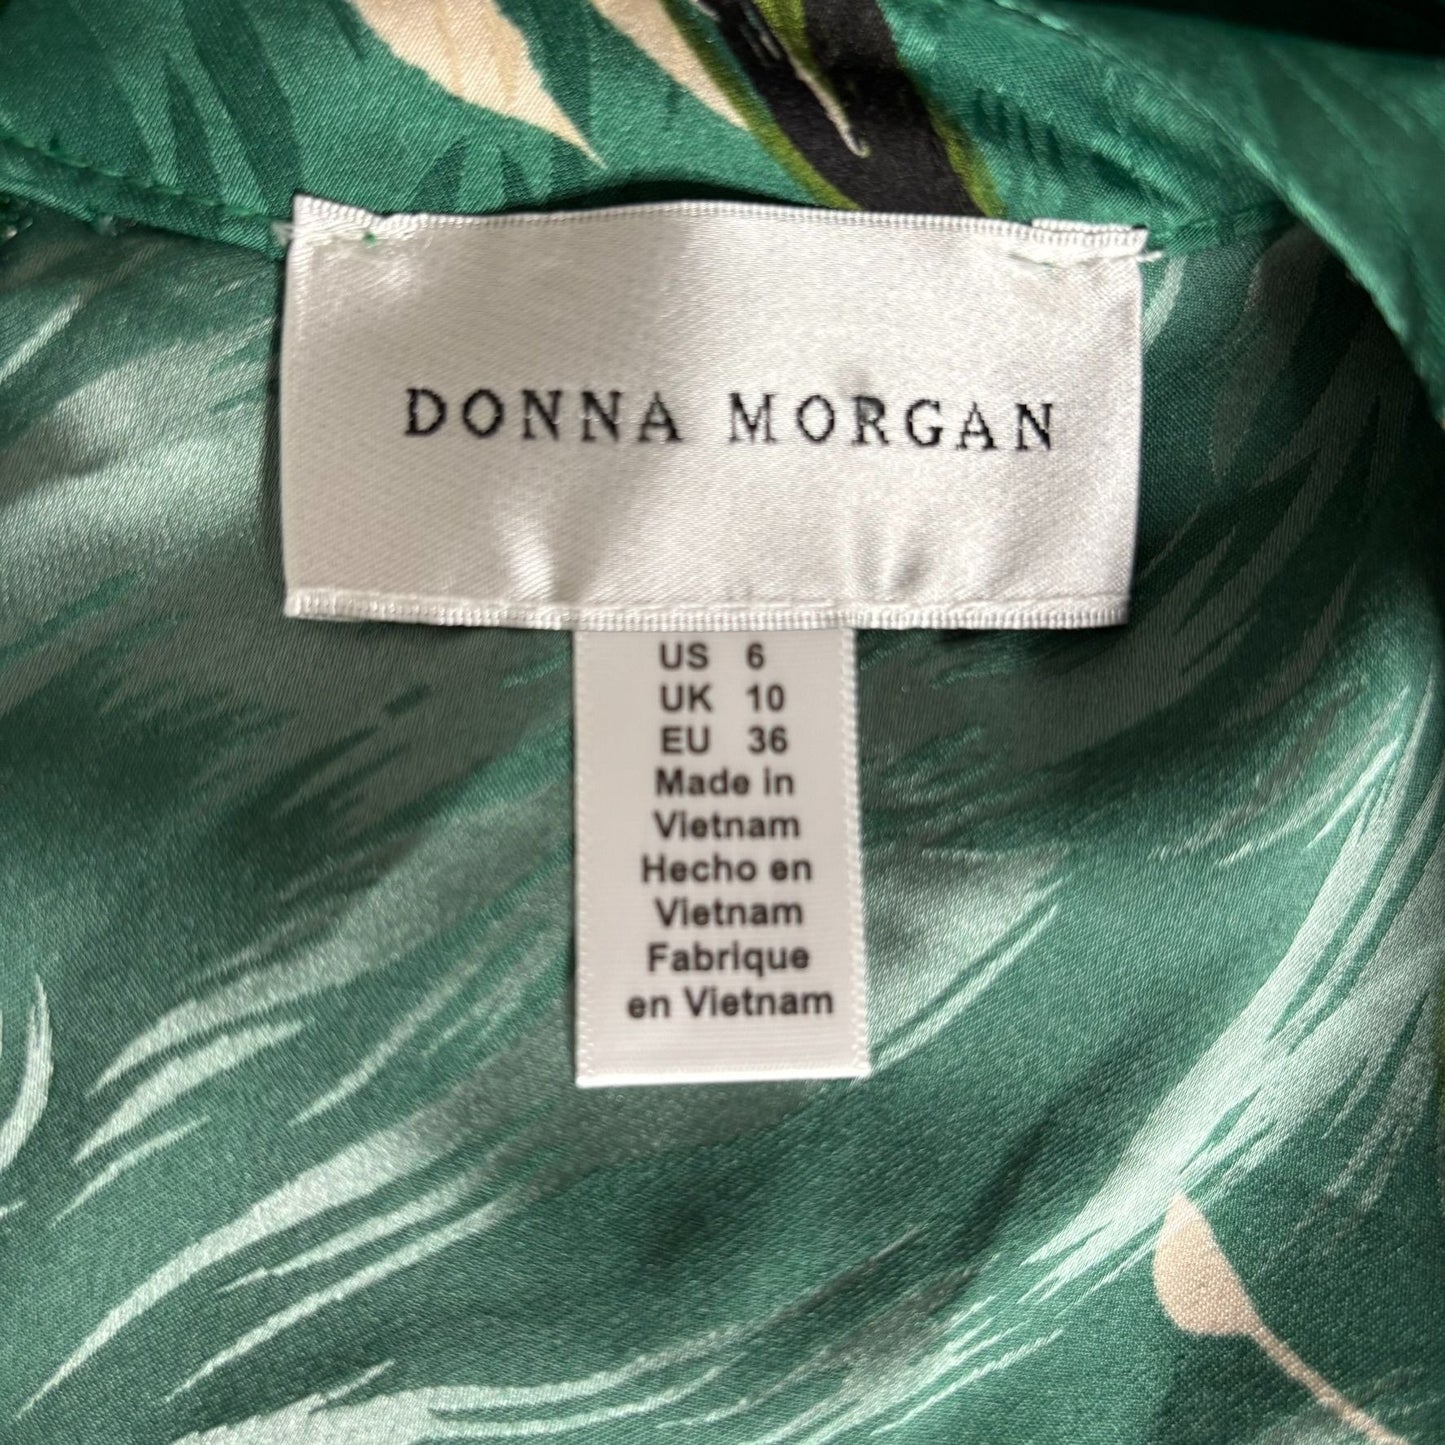 DONNA MORGAN
US 6
UK 10
EU 36
Made in
Vietnam
Hecho en
Vietnam
Fabrique
en Vietnam